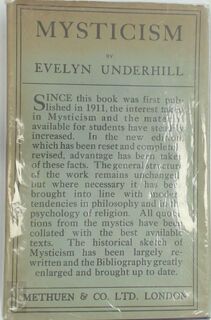 MYSTICISM
BY
EVELYN UNDERHILL
SINCE this book was first pub-
lished in 1911, the interest taken
in Mysticism and the material
available for students have steadily
increased. In the new edition,
which has been reset and completely
revised, advantage has been taken
of these facts. The general structure
of the work remains unchanged,
but where necessary it has been
brought into line with modern
tendencies in philosophy and in the
psychology of religion. All quota-
tions from the mystics have been
collated with the best available
texts. The historical sketch of
Mysticism has been largely re-
written and the Bibliography greatly
enlarged and brought up to date.
METHUEN & CO. LTD. LONDON